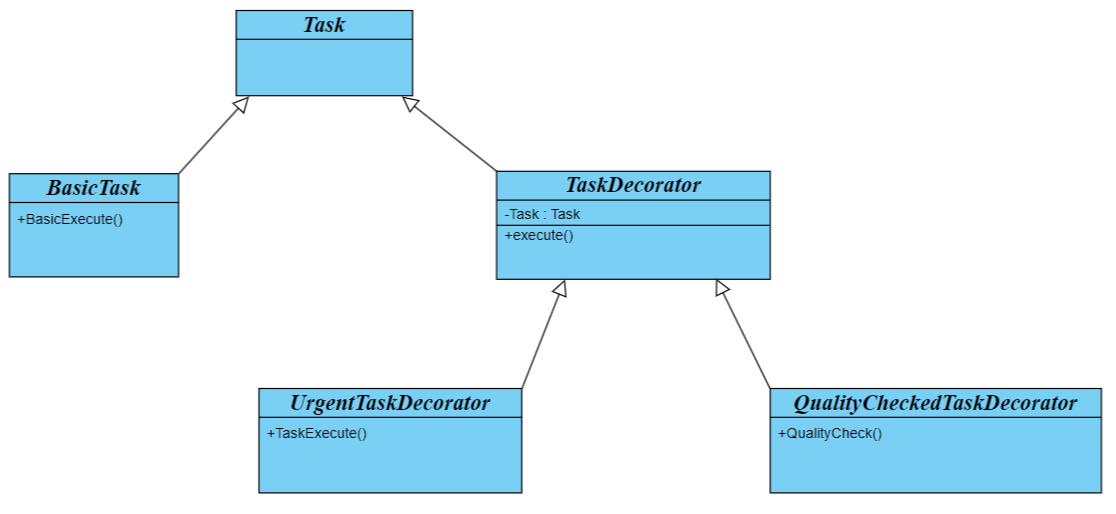 Task
BasicTask
+BasicExecute()
TaskDecorator
-Task : Task
+execute()
UrgentTaskDecorator
+TaskExecute()
QualityCheckedTaskDecorator
+QualityCheck()